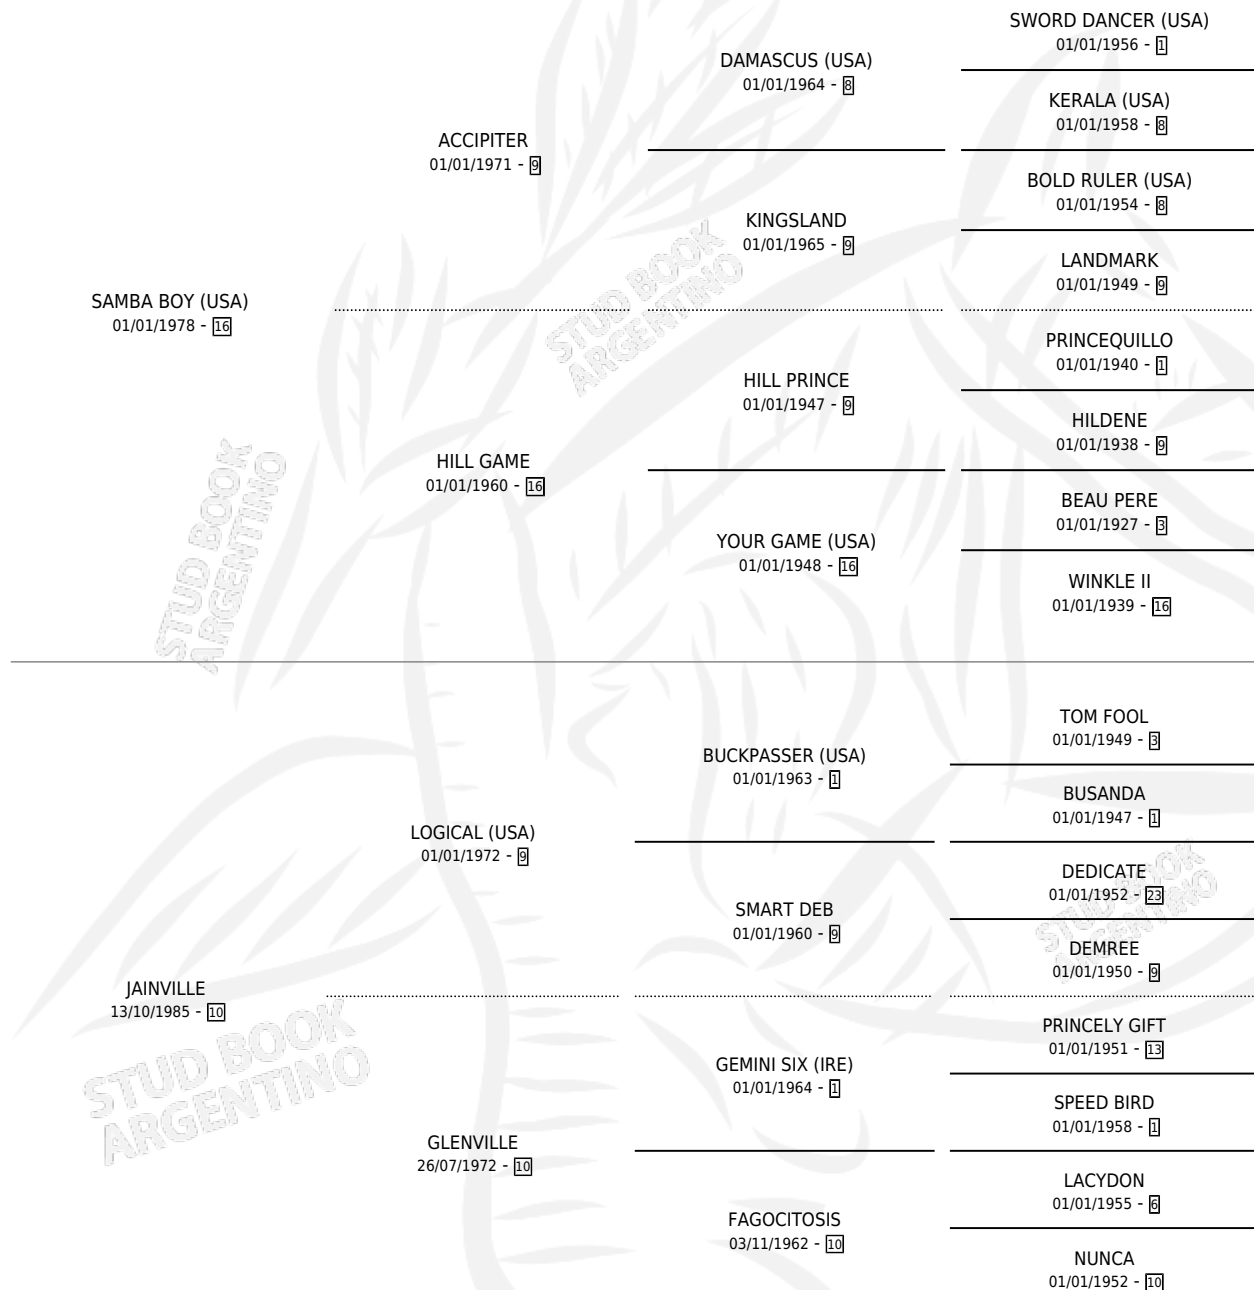 SWORD DANCER (USA)
01/01/1956 - 1
DAMASCUS (USA)
01/01/1964 - 8
KERALA (USA)
01/01/1958 - 8
ACCIPITER
01/01/1971 - 9
BOLD RULER (USA)
01/01/1954 - 8
KINGSLAND
01/01/1965 - 9
LANDMARK
01/01/1949 - 9
SAMBA BOY (USA)
01/01/1978 - 16
STUD BOOK
ARGENTINO
PRINCEQUILLO
01/01/1940 - 1
HILL PRINCE
01/01/1947 - 9
HILDENE
01/01/1938 - 9
HILL GAME
01/01/1960 - 16
BEAU PERE
01/01/1927 - 3
YOUR GAME (USA)
01/01/1948 - 16
WINKLE II
01/01/1939 - 16
STUD BOOK
ARGENTINO
TOM FOOL
01/01/1949 - 3
BUCKPASSER (USA)
01/01/1963 - 1
BUSANDA
01/01/1947 - 1
LOGICAL (USA)
01/01/1972 - 9
DEDICATE
01/01/1952 - 23
SMART DEB
01/01/1960 - 9
DEMREE
01/01/1950 - 9
STUD BOOK
ARGENTINO
JAINVILLE
13/10/1985 - 10
STUD BOOK
ARGENTINO
PRINCELY GIFT
01/01/1951 - 13
GEMINI SIX (IRE)
01/01/1964 - 1
SPEED BIRD
01/01/1958 - 1
GLENVILLE
26/07/1972 - 10
LACYDON
01/01/1955 - 6
FAGOCITOSIS
03/11/1962 - 10
NUNCA
01/01/1952 - 10